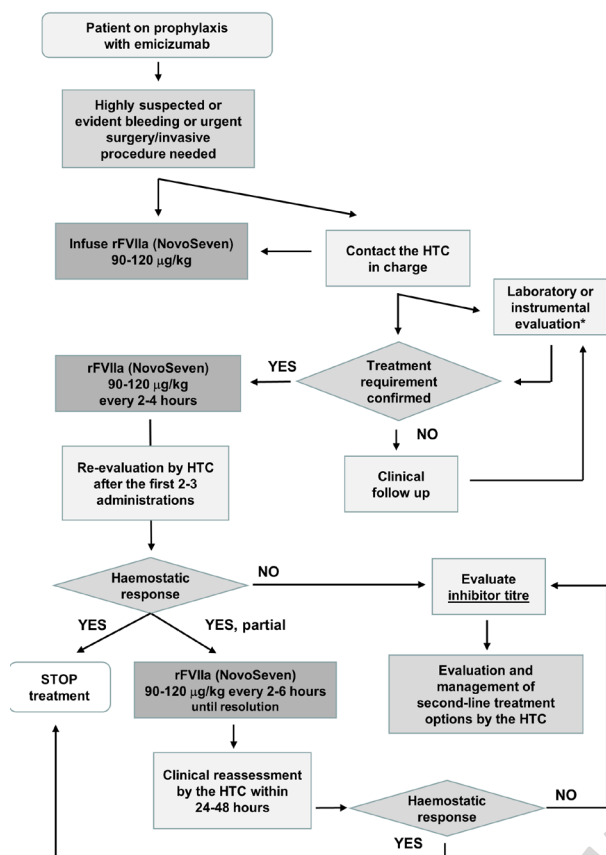 Patient on prophylaxis
with emicizumab
Highly suspected or
evident bleeding or urgent
surgery/invasive
procedure needed
Infuse rFVIIa (NovoSeven)
90-120 µg/kg
Contact the HTC
in charge
Laboratory or
instrumental
evaluation*
rFVIIa (NovoSeven)
90-120 µg/kg
every 2-4 hours
YES
Treatment
requirement
confirmed
NO
Clinical
follow up
Re-evaluation by HTC
after the first 2-3
administrations
Haemostatic
response
NO
Evaluate
inhibitor titre
YES
YES, partial
STOP
treatment
rFVIIa (NovoSeven)
90-120 µg/kg every 2-6 hours
until resolution
Evaluation and
management of
second-line treatment
options by the HTC
Clinical reassessment
by the HTC within
24-48 hours
Haemostatic
response
NO
YES